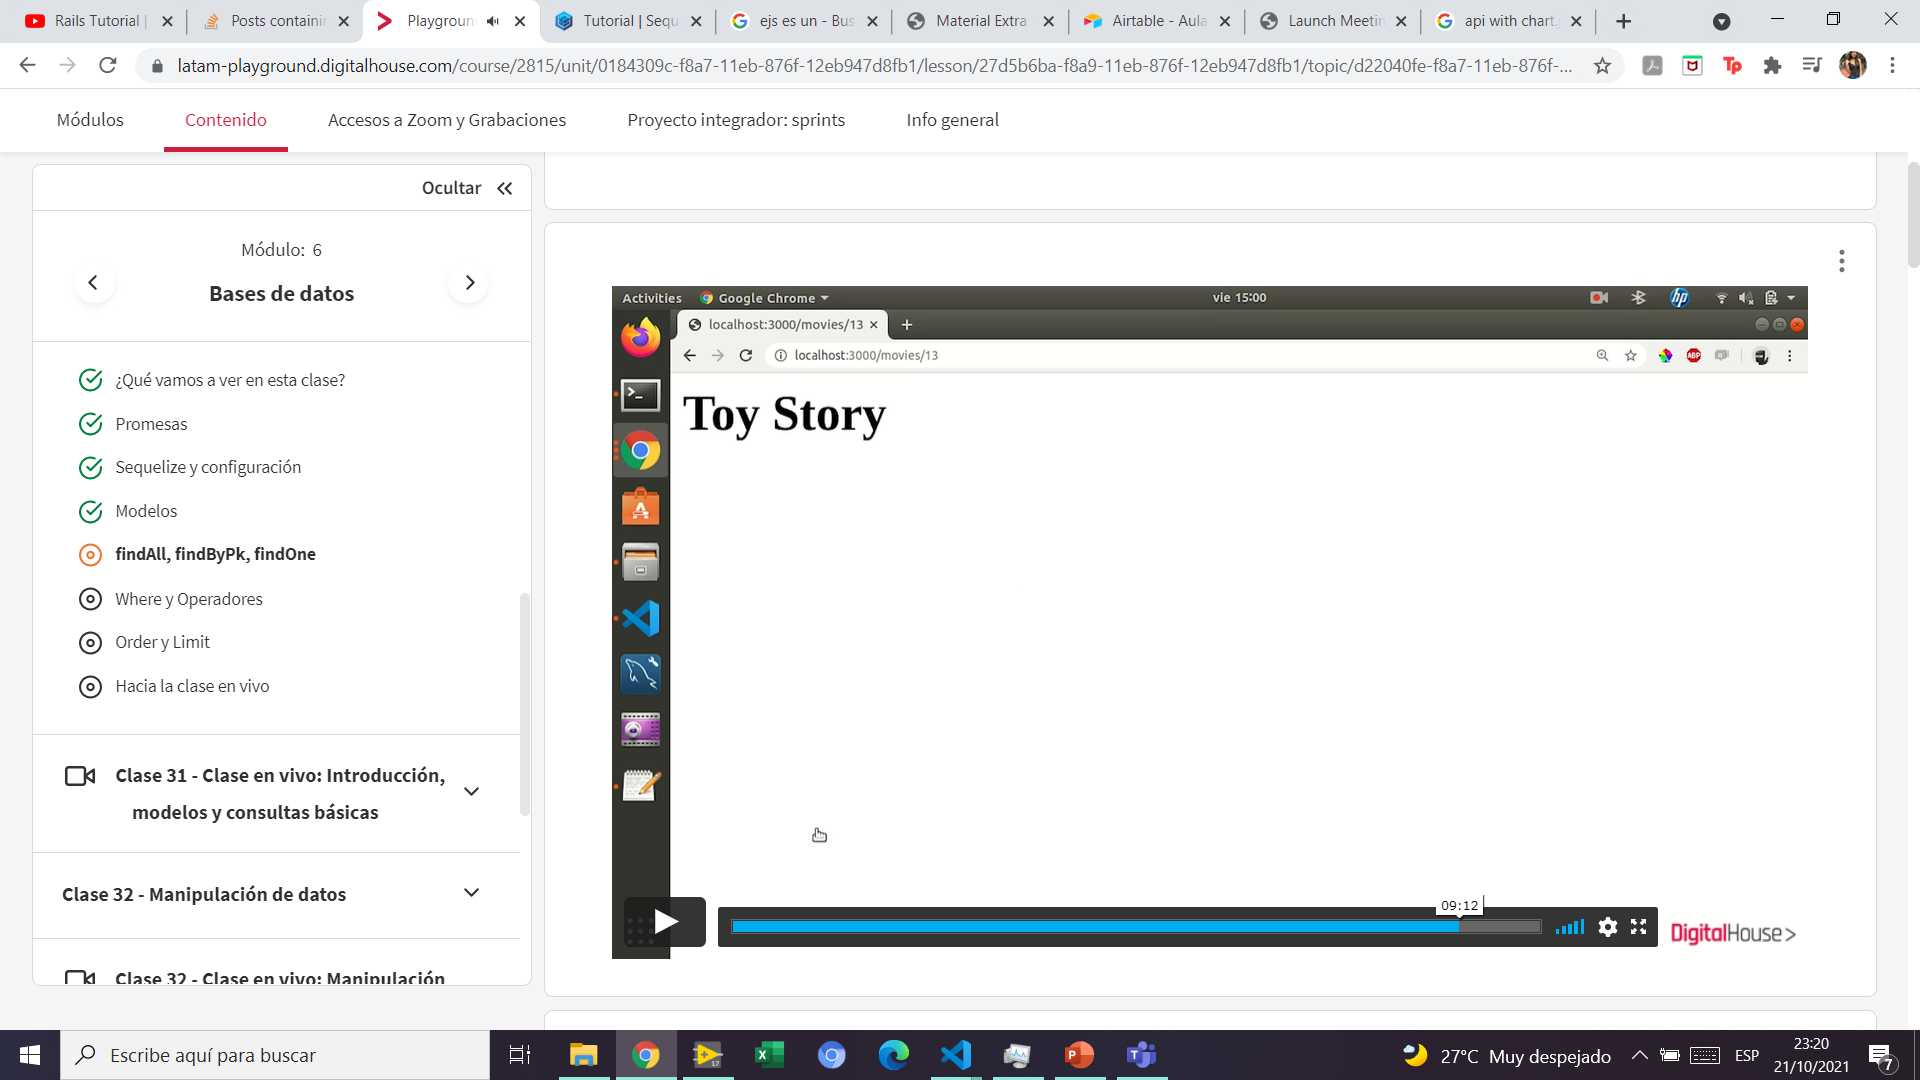 Rails Tutorial |
Posts containin
Playgroun
Tutorial | Sequ
ejs es un - Bus
Material Extra
Airtable - Aula
Launch Meetin
api with chart.
latam-playground.digitalhouse.com/course/2815/unit/0184309c-f8a7-11eb-876f-12eb947d8fb1/lesson/27d5b6ba-f8a9-11eb-876f-12eb947d8fb1/topic/d22040fe-f8a7-11eb-876f-...
Módulos
Contenido
Accesos a Zoom y Grabaciones
Proyecto integrador: sprints
Info general
Ocultar
Módulo: 6
Bases de datos
¿Qué vamos a ver en esta clase?
Promesas
Sequelize y configuración
Modelos
findAll, findByPk, findOne
Where y Operadores
Order y Limit
Hacia la clase en vivo
Clase 31 - Clase en vivo: Introducción,
modelos y consultas básicas
Clase 32 - Manipulación de datos
Clase 32 - Clase en vivo: Manipulación
Activities
Google Chrome
vie 15:00
hp
localhost:3000/movies/13
localhost:3000/movies/13
ABP
Toy Story
09:12
DigitalHouse>
Escribe aquí para buscar
27°C Muy despejado
ESP
23:20
21/10/2021
7